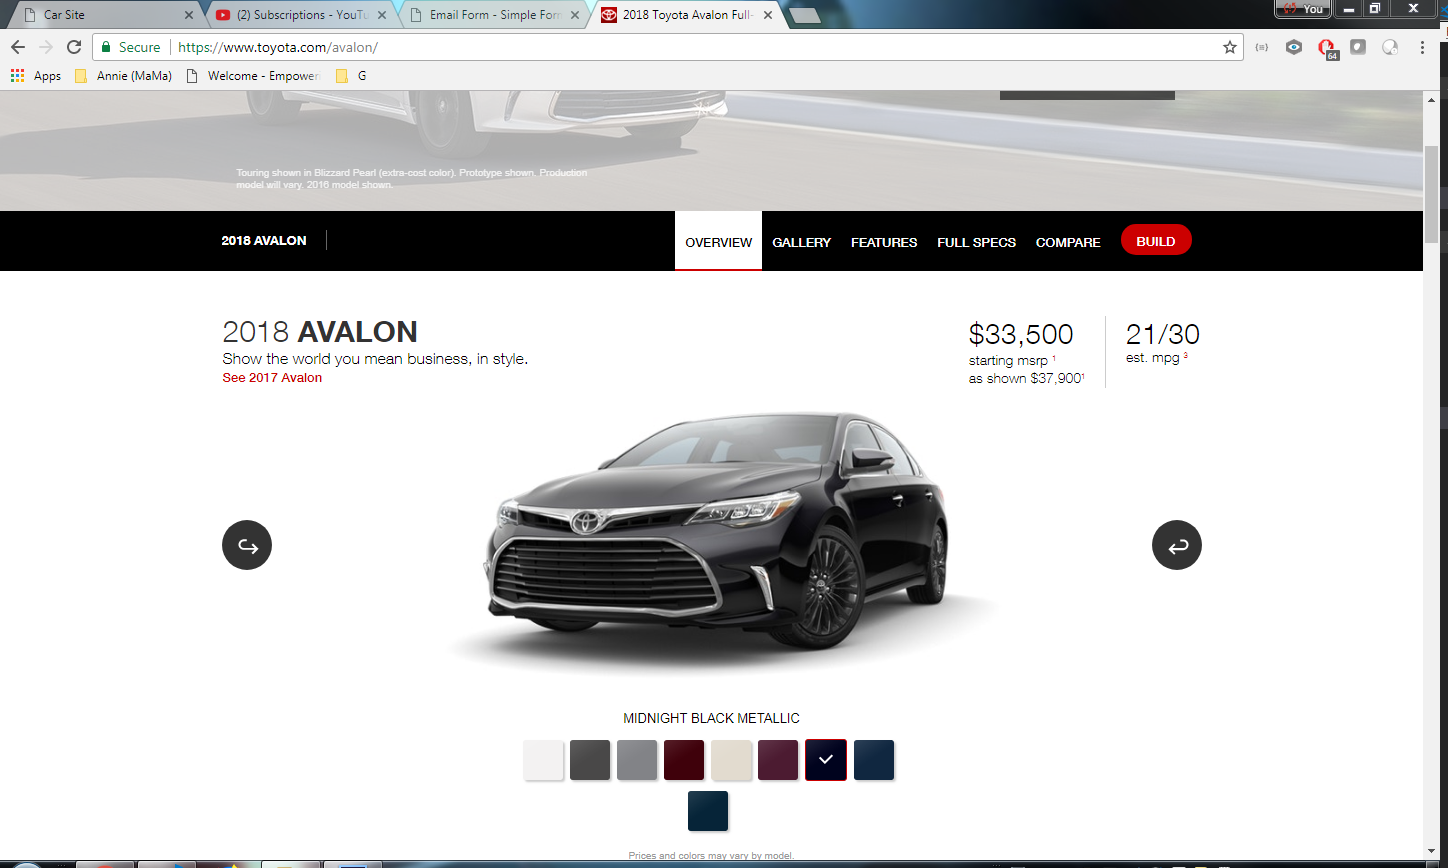 Car Site
(2) Subscriptions - YouTu
Email Form - Simple Form
2018 Toyota Avalon Full-
You
Secure
https://www.toyota.com/avalon/
64
Apps
Annie (MaMa)
Welcome - Empower
G
Touring shown in Blizzard Pearl (extra-cost color). Prototype shown. Production
model will vary. 2016 model shown.
2018 AVALON
OVERVIEW
GALLERY
FEATURES
FULL SPECS
COMPARE
BUILD
2018 AVALON
Show the world you mean business, in style.
See 2017 Avalon
$33,500
starting msrp 1
as shown $37,9001
21/30
est. mpg 3
MIDNIGHT BLACK METALLIC
Prices and colors may vary by model.